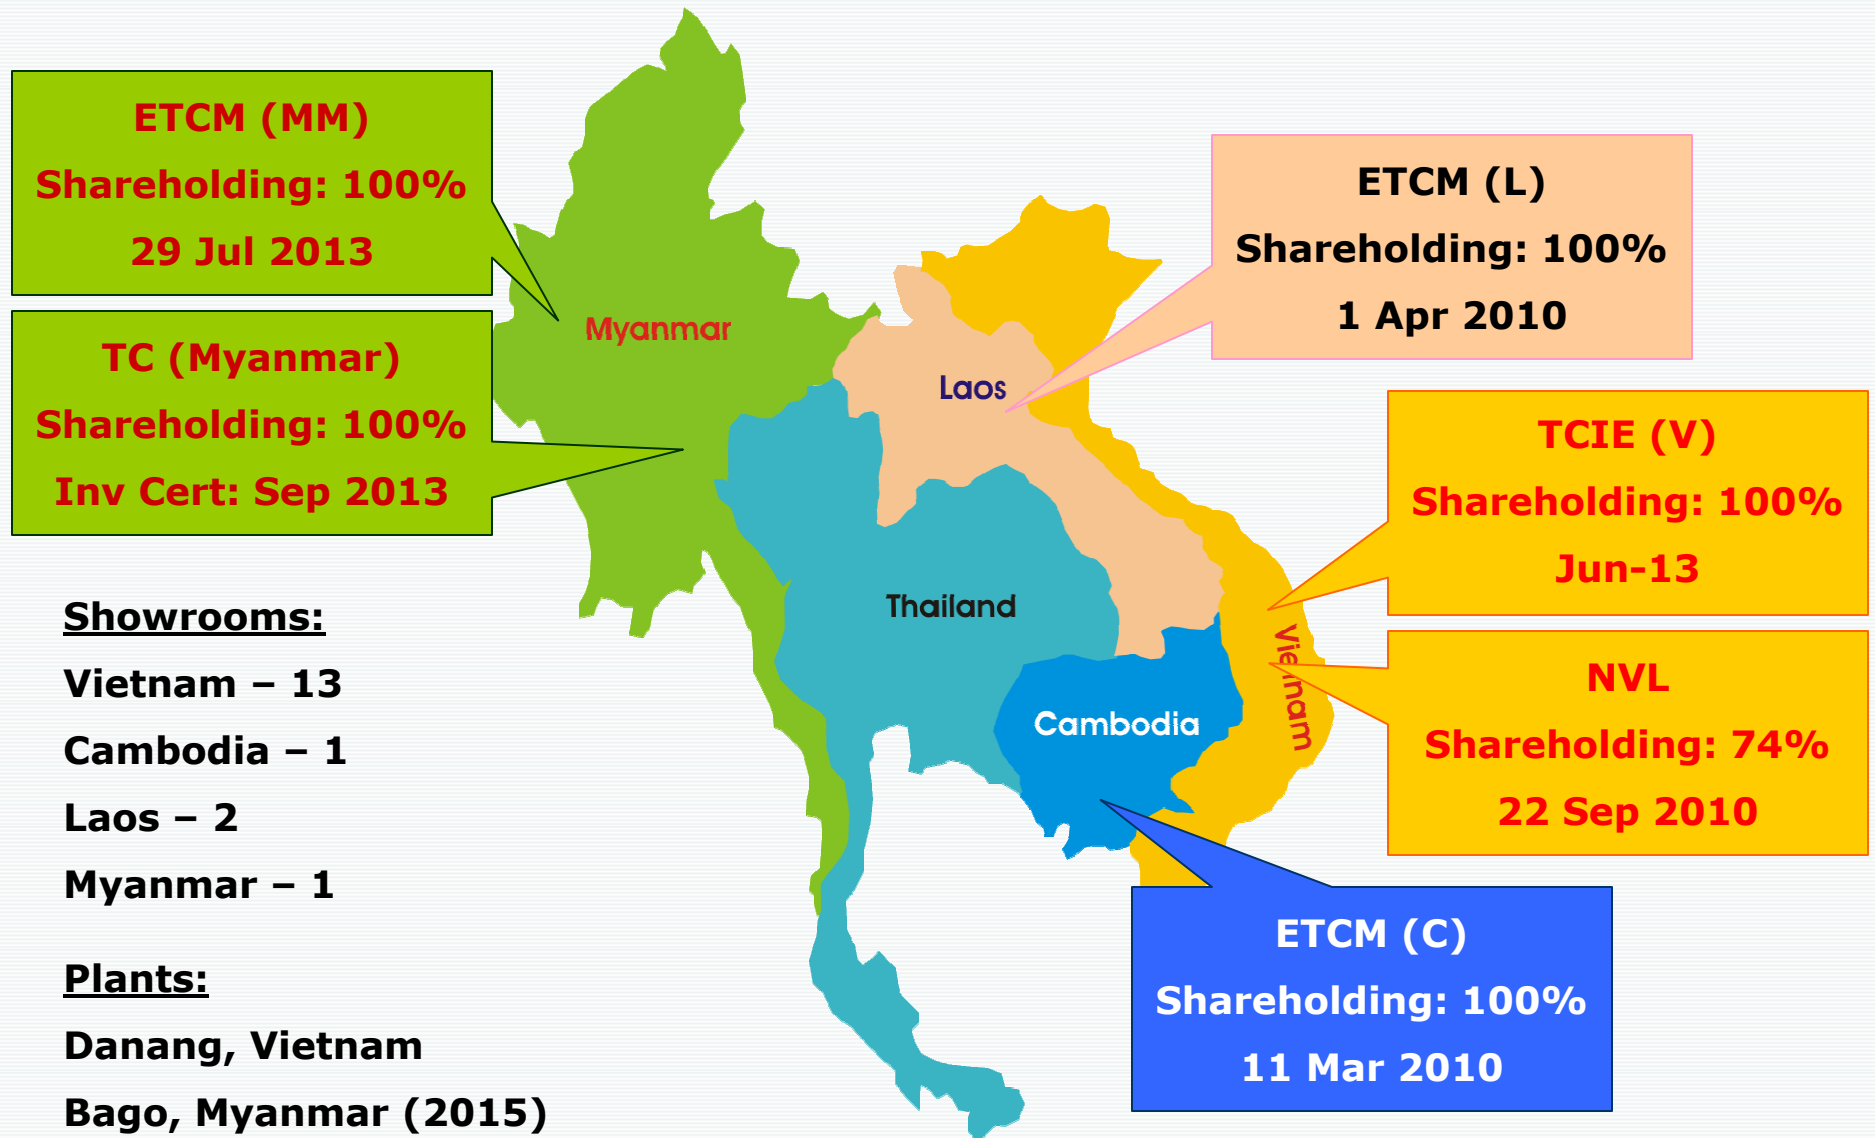 ETCM (MM)
Shareholding: 100%
29 Jul 2013
TC (Myanmar)
Shareholding: 100%
Inv Cert: Sep 2013
Myanmar
Laos
Thailand
Cambodia
Vietnam
ETCM (L)
Shareholding: 100%
1 Apr 2010
TCIE (V)
Shareholding: 100%
Jun-13
NVL
Shareholding: 74%
22 Sep 2010
ETCM (C)
Shareholding: 100%
11 Mar 2010
Showrooms:
Vietnam – 13
Cambodia – 1
Laos – 2
Myanmar – 1
Plants:
Danang, Vietnam
Bago, Myanmar (2015)